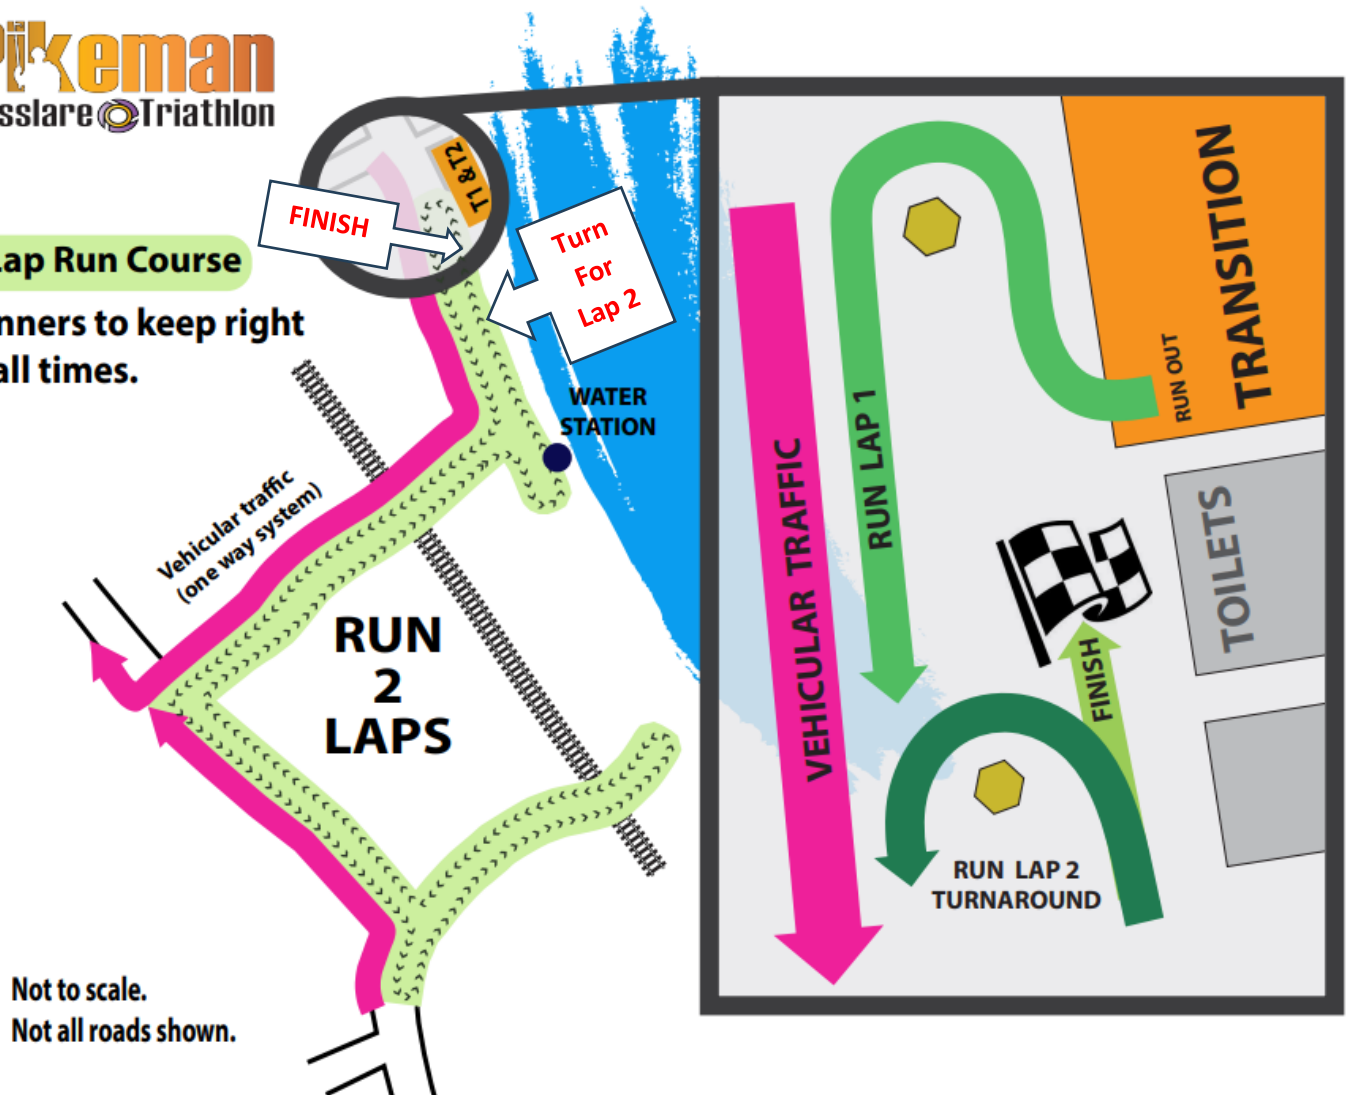 Pikeman
sslare Triathlon
ap Run Course
nners to keep right
all times.
FINISH
T1 & T2
Turn
For
Lap 2
WATER
STATION
Vehicular traffic
(one way system)
RUN
2
LAPS
Not to scale.
Not all roads shown.
TRANSITION
RUN OUT
RUN LAP 1
VEHICULAR TRAFFIC
TOILETS
FINISH
RUN LAP 2
TURNAROUND